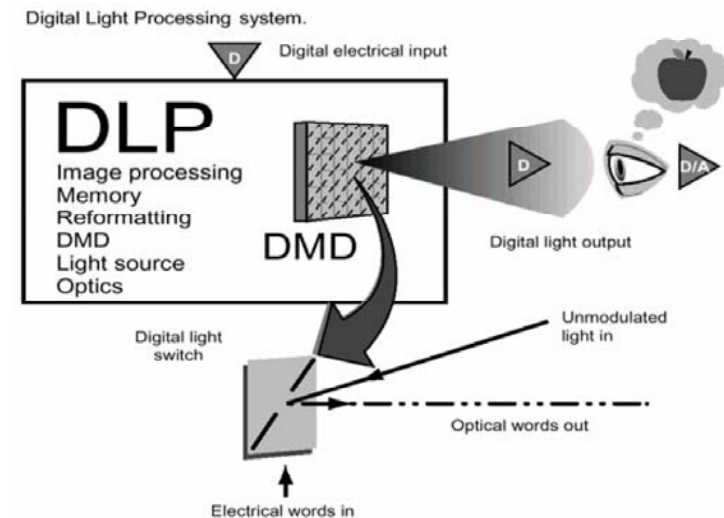 Digital Light Processing system.
D
Digital electrical input
DLP
Image processing
Memory
Reformatting
DMD
Light source
Optics
DMD
D
D/A
Digital light output
Digital light
switch
Unmodulated
light in
Optical words out
Electrical words in